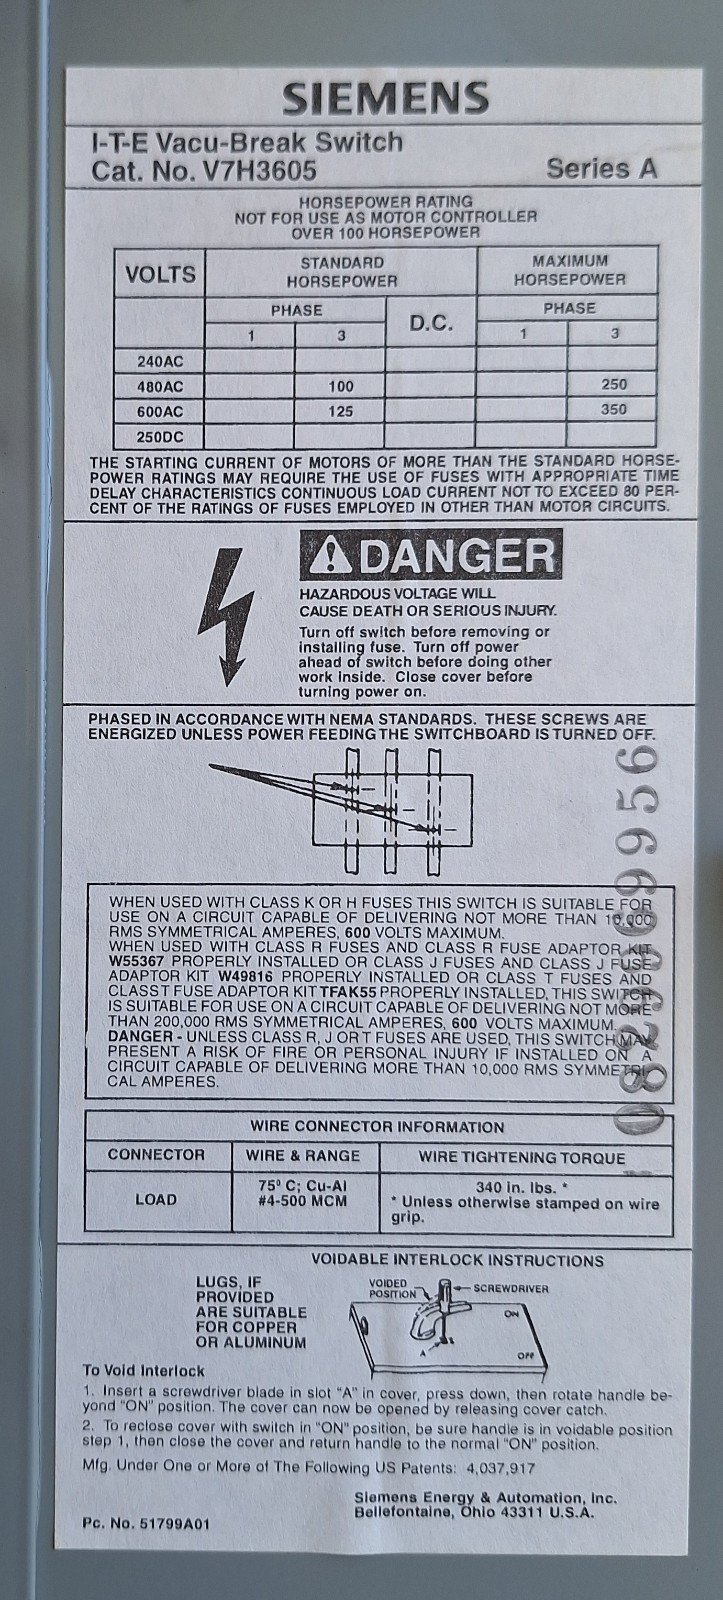 SIEMENS
I-T-E Vacu-Break Switch
Cat. No. V7H3605 Series A
HORSEPOWER RATING
NOT FOR USE AS MOTOR CONTROLLER
OVER 100 HORSEPOWER
VOLTS STANDARD HORSEPOWER MAXIMUM HORSEPOWER
PHASE D.C. PHASE
1 3 1 3
240AC
480AC 100 250
600AC 125 350
250DC
THE STARTING CURRENT OF MOTORS OF MORE THAN THE STANDARD HORSE-
POWER RATINGS MAY REQUIRE THE USE OF FUSES WITH APPROPRIATE TIME
DELAY CHARACTERISTICS CONTINUOUS LOAD CURRENT NOT TO EXCEED 80 PER-
CENT OF THE RATINGS OF FUSES EMPLOYED IN OTHER THAN MOTOR CIRCUITS.
DANGER
HAZARDOUS VOLTAGE WILL
CAUSE DEATH OR SERIOUS INJURY.
Turn off switch before removing or
installing fuse. Turn off power
ahead of switch before doing other
work inside. Close cover before
turning power on.
PHASED IN ACCORDANCE WITH NEMA STANDARDS. THESE SCREWS ARE
ENERGIZED UNLESS POWER FEEDING THE SWITCHBOARD IS TURNED OFF.
WHEN USED WITH CLASS K OR H FUSES THIS SWITCH IS SUITABLE FOR
USE ON A CIRCUIT CAPABLE OF DELIVERING NOT MORE THAN 10,000
RMS SYMMETRICAL AMPERES, 600 VOLTS MAXIMUM.
WHEN USED WITH CLASS R FUSES AND CLASS R FUSE ADAPTOR KIT
W55367 PROPERLY INSTALLED OR CLASS J FUSES AND CLASS J FUSE
ADAPTOR KIT W49816 PROPERLY INSTALLED OR CLASS T FUSES AND
CLASS T FUSE ADAPTOR KIT TFAK55 PROPERLY INSTALLED, THIS SWITCH
IS SUITABLE FOR USE ON A CIRCUIT CAPABLE OF DELIVERING NOT MORE
THAN 200,000 RMS SYMMETRICAL AMPERES, 600 VOLTS MAXIMUM.
DANGER - UNLESS CLASS R, J OR T FUSES ARE USED, THIS SWITCH MAY
PRESENT A RISK OF FIRE OR PERSONAL INJURY IF INSTALLED ON A
CIRCUIT CAPABLE OF DELIVERING MORE THAN 10,000 RMS SYMMETRI-
CAL AMPERES.
WIRE CONNECTOR INFORMATION
CONNECTOR WIRE & RANGE WIRE TIGHTENING TORQUE
LOAD 75° C; Cu-Al #4-500 MCM 340 in. lbs. *
* Unless otherwise stamped on wire
grip.
VOIDABLE INTERLOCK INSTRUCTIONS
LUGS, IF
PROVIDED
ARE SUITABLE
FOR COPPER
OR ALUMINUM
VOIDED
POSITION
SCREWDRIVER
ON
A
OFF
To Void Interlock
1. Insert a screwdriver blade in slot "A" in cover, press down, then rotate handle be-
yond "ON" position. The cover can now be opened by releasing cover catch.
2. To reclose cover with switch in "ON" position, be sure handle is in voidable position
step 1, then close the cover and return handle to the normal "ON" position.
Mfg. Under One or More of The Following US Patents: 4,037,917
Siemens Energy & Automation, Inc.
Bellefontaine, Ohio 43311 U.S.A.
Pc. No. 51799A01